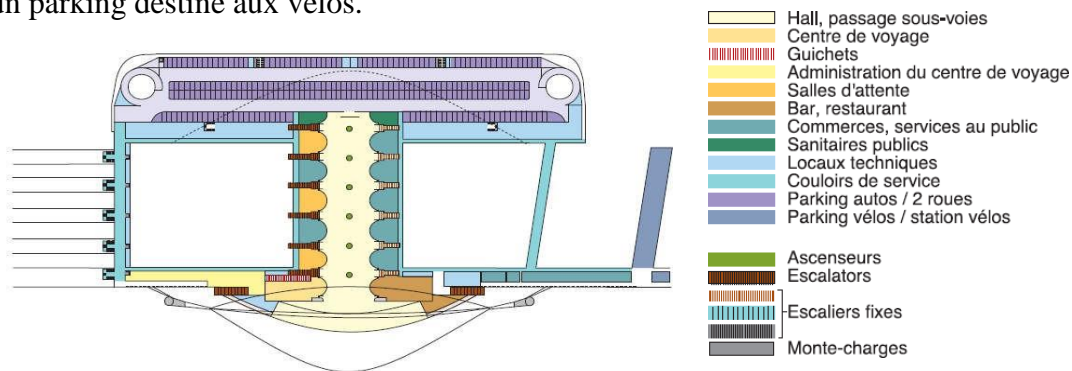 un parking destiné aux vélos.
Hall, passage sous-voies
Centre de voyage
Guichets
Administration du centre de voyage
Salles d'attente
Bar, restaurant
Commerces, services au public
Sanitaires publics
Locaux techniques
Couloirs de service
Parking autos / 2 roues
Parking vélos / station vélos
Ascenseurs
Escalators
Escaliers fixes
Monte-charges